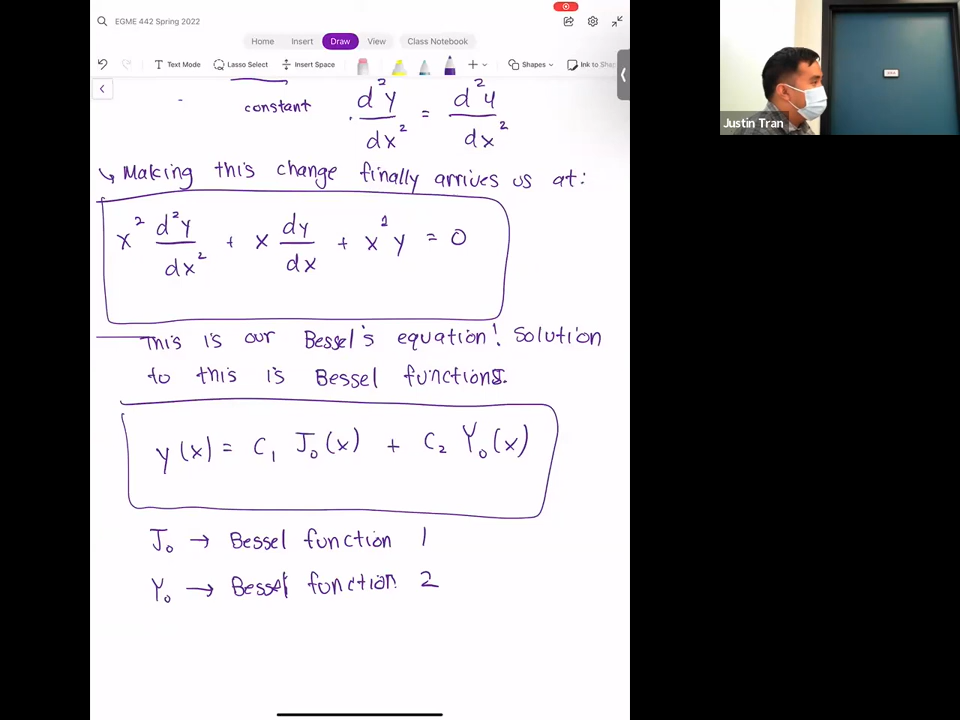 EGME 442 Spring 2022
Home Insert Draw View Class Notebook
Text Mode Lasso Select Insert Space Shapes Ink to Shap
constant d²y/dx² = d²y/dx²
↳ Making this change finally arrives us at:
x² d²y/dx² + x dy/dx + x²y = 0
This is our Bessel's equation! Solution
to this is Bessel functions.
y(x) = C₁ J₀(x) + C₂ Y₀(x)
J₀ → Bessel function 1
Y₀ → Bessel function 2
Justin Tran